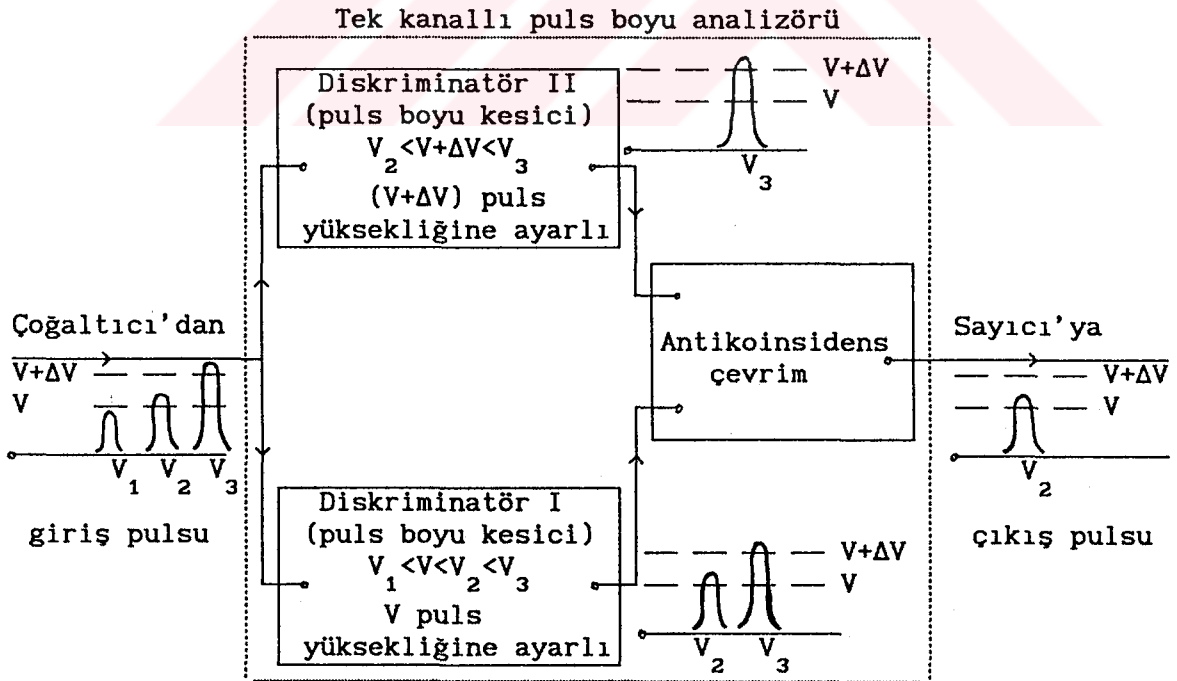 Tek kanallı puls boyu analizörü
Diskriminatör II
(puls boyu kesici)
V₂<V+ΔV<V₃
(V+ΔV) puls
yüksekliğine ayarlı
V+ΔV
V
V₃
Çoğaltıcı'dan
V+ΔV
V
V₁ V₂ V₃
giriş pulsu
Antikoinsidens
çevrim
Sayıcı'ya
V+ΔV
V
V₂
çıkış pulsu
Diskriminatör I
(puls boyu kesici)
V₁<V<V₂<V₃
V puls
yüksekliğine ayarlı
V+ΔV
V
V₂ V₃